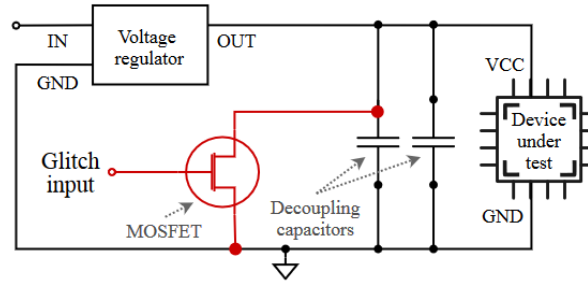 IN
Voltage
regulator
OUT
GND
VCC
Device
under
test
Glitch
input
MOSFET
Decoupling
capacitors
GND